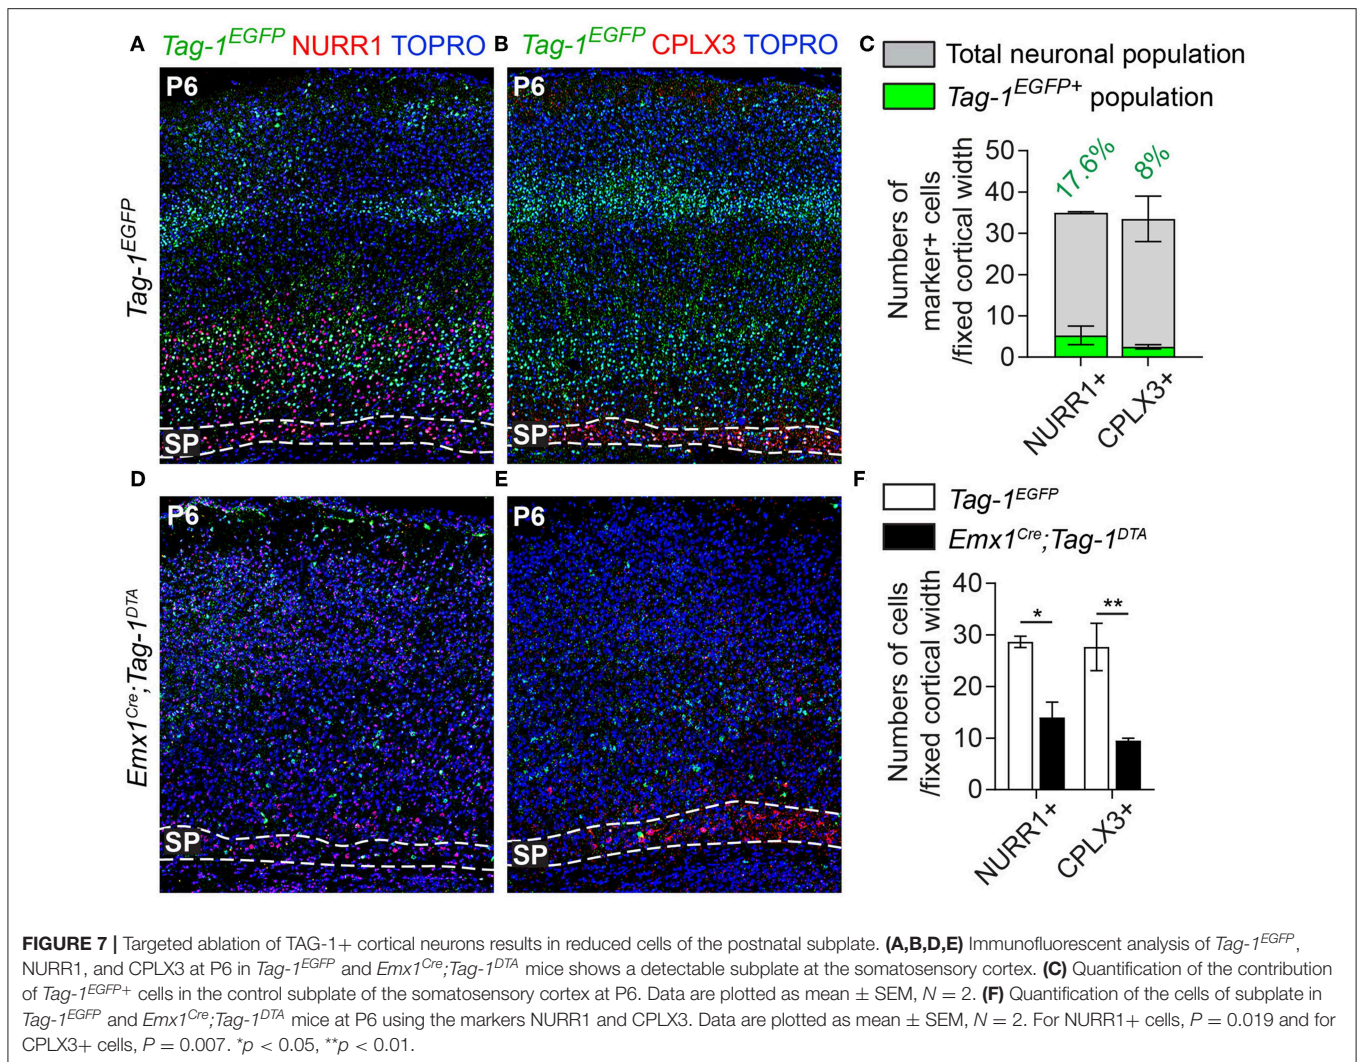 A Tag-1EGFP NURR1 TOPRO
P6
SP
Tag-1EGFP
B Tag-1EGFP CPLX3 TOPRO
P6
SP
C
Total neuronal population
Tag-1EGFP+ population
17.6%
8%
50
40
30
20
10
0
Numbers of
marker+ cells
/fixed cortical width
NURR1+
CPLX3+
D
P6
SP
Emx1Cre;Tag-1DTA
E
P6
SP
F
Tag-1EGFP
Emx1Cre;Tag-1DTA
40
30
20
10
0
Numbers of cells
/fixed cortical width
*
**
NURR1+
CPLX3+
FIGURE 7 | Targeted ablation of TAG-1+ cortical neurons results in reduced cells of the postnatal subplate. (A,B,D,E) Immunofluorescent analysis of Tag-1EGFP,
NURR1, and CPLX3 at P6 in Tag-1EGFP and Emx1Cre;Tag-1DTA mice shows a detectable subplate at the somatosensory cortex. (C) Quantification of the contribution
of Tag-1EGFP+ cells in the control subplate of the somatosensory cortex at P6. Data are plotted as mean ± SEM, N = 2. (F) Quantification of the cells of subplate in
Tag-1EGFP and Emx1Cre;Tag-1DTA mice at P6 using the markers NURR1 and CPLX3. Data are plotted as mean ± SEM, N = 2. For NURR1+ cells, P = 0.019 and for
CPLX3+ cells, P = 0.007. *p < 0.05, **p < 0.01.